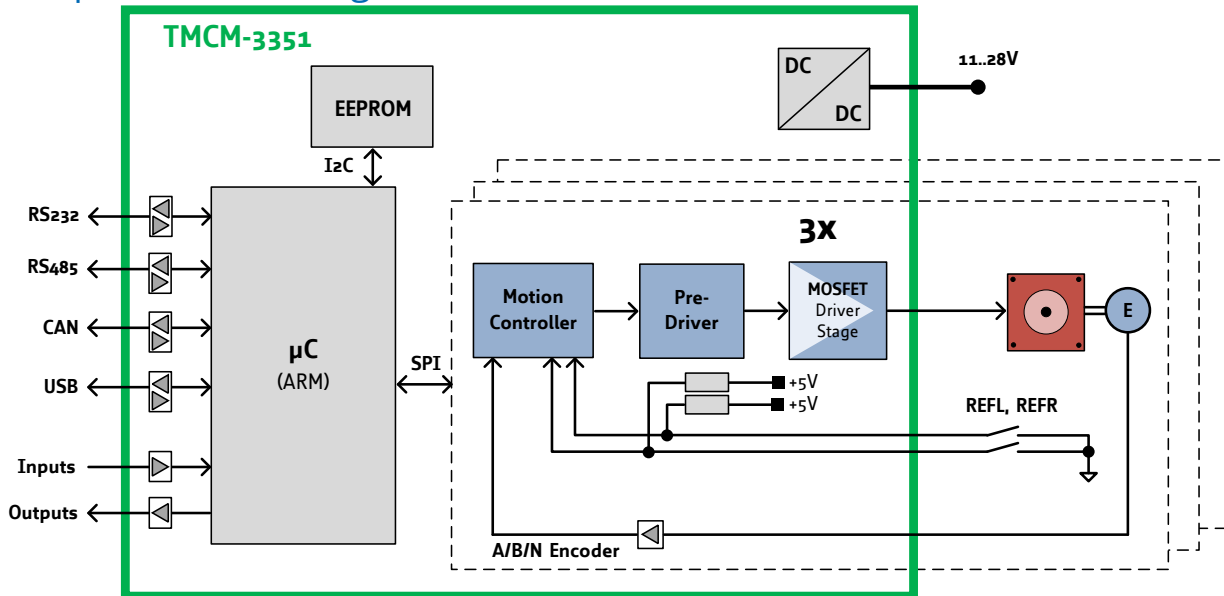 TMCM-3351
DC
DC
11..28V
EEPROM
I2C
RS232
RS485
CAN
USB
Inputs
Outputs
µC
(ARM)
SPI
3x
Motion
Controller
Pre-
Driver
MOSFET
Driver
Stage
E
+5V
+5V
REFL, REFR
A/B/N Encoder